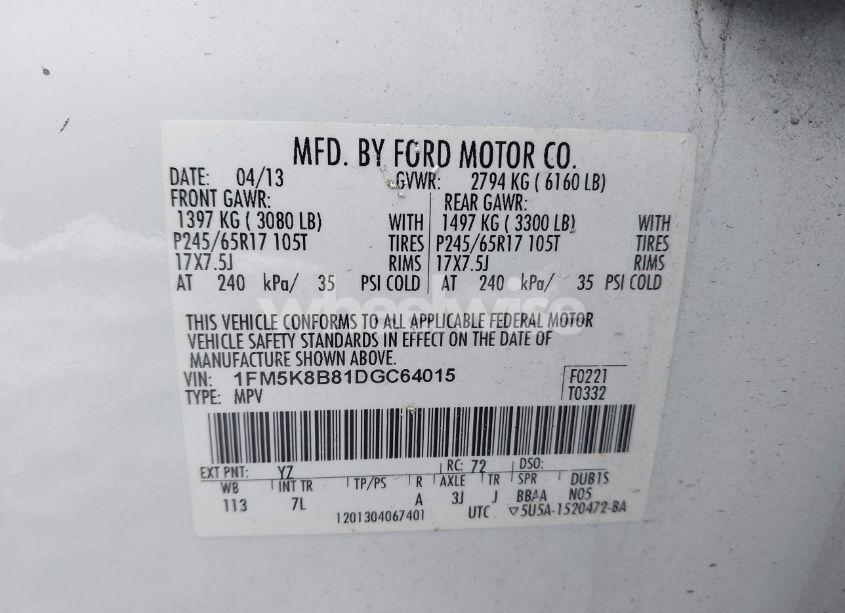 MFD. BY FORD MOTOR CO.
DATE: 04/13 GVWR: 2794 KG ( 6160 LB)
FRONT GAWR: REAR GAWR:
1397 KG ( 3080 LB) WITH 1497 KG ( 3300 LB) WITH
P245/65R17 105T TIRES P245/65R17 105T TIRES
17X7.5J RIMS 17X7.5J RIMS
AT 240 kPa/ 35 PSI COLD AT 240 kPa/ 35 PSI COLD
wheelwise
THIS VEHICLE CONFORMS TO ALL APPLICABLE FEDERAL MOTOR
VEHICLE SAFETY STANDARDS IN EFFECT ON THE DATE OF
MANUFACTURE SHOWN ABOVE.
VIN: 1FM5K8B81DGC64015 F0221
TYPE: MPV T0332
EXT PNT: YZ RC: 72 DSO:
WB INT TR TP/PS R AXLE TR SPR DUB1S
113 7L A 3J J BBAA N05
1201304067401 UTC ▽5U5A-1520472-BA